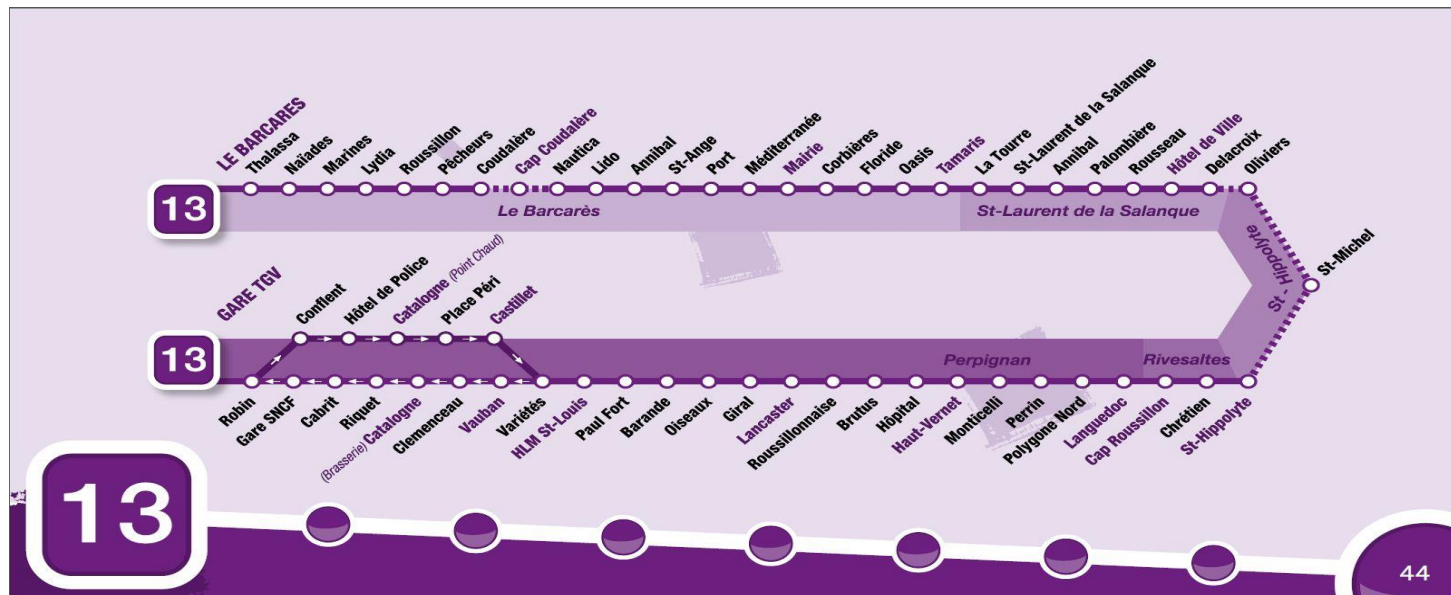 LE BARCARES
Thalassa
Naïades
Marines
Lydia
Roussillon
Pêcheurs
Coudalère
Cap Coudalère
Nautica
Lido
Annibal
St-Ange
Port
Méditerranée
Mairie
Corbières
Floride
Oasis
Tamaris
La Tourre
St-Laurent de la Salanque
Annibal
Palombière
Rousseau
Hôtel de Ville
Delacroix
Oliviers
13
Le Barcarès
St-Laurent de la Salanque
St - Hippolyte
St-Michel
GARE TGV
Conflent
Hôtel de Police
Catalogne (Point Chaud)
Place Péri
Castillet
13
Perpignan
Rivesaltes
Robin
Gare SNCF
Cabrit
Riquet
(Brasserie) Catalogne
Clemenceau
Vauban
Variétés
HLM St-Louis
Paul Fort
Barande
Oiseaux
Giral
Lancaster
Roussillonnaise
Brutus
Hôpital
Haut-Vernet
Monticelli
Perrin
Polygone Nord
Languedoc
Cap Roussillon
Chrétien
St-Hippolyte
13
44